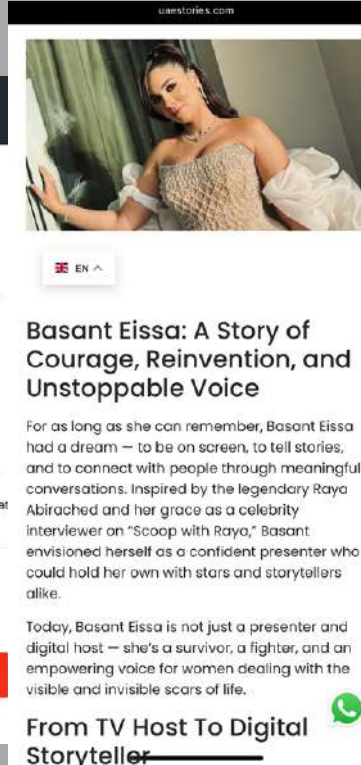 uaestories.com
EN
Basant Eissa: A Story of
Courage, Reinvention, and
Unstoppable Voice
For as long as she can remember, Basant Eissa
had a dream — to be on screen, to tell stories,
and to connect with people through meaningful
conversations. Inspired by the legendary Raya
Abirached and her grace as a celebrity
interviewer on “Scoop with Raya,” Basant
envisioned herself as a confident presenter who
could hold her own with stars and storytellers
alike.
Today, Basant Eissa is not just a presenter and
digital host — she’s a survivor, a fighter, and an
empowering voice for women dealing with the
visible and invisible scars of life.
From TV Host To Digital
Storyteller